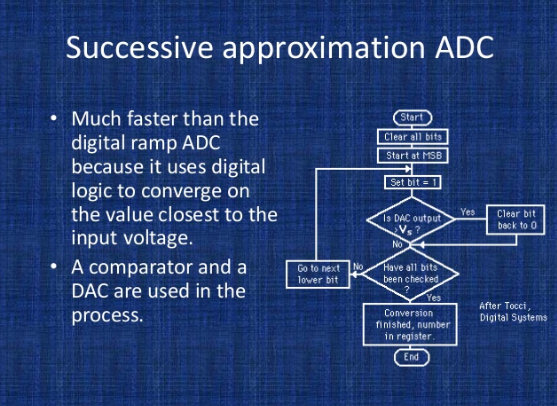 Successive approximation ADC
• Much faster than the
digital ramp ADC
because it uses digital
logic to converge on
the value closest to the
input voltage.
• A comparator and a
DAC are used in the
process.
Start
Clear all bits
Start at MSB
Set bit = 1
Is DAC output
>Vs ?
Yes
Clear bit
back to 0
No
Have all bits
been checked
?
No
Go to next
lower bit
Yes
Conversion
finished, number
in register.
End
After Tocci,
Digital Systems